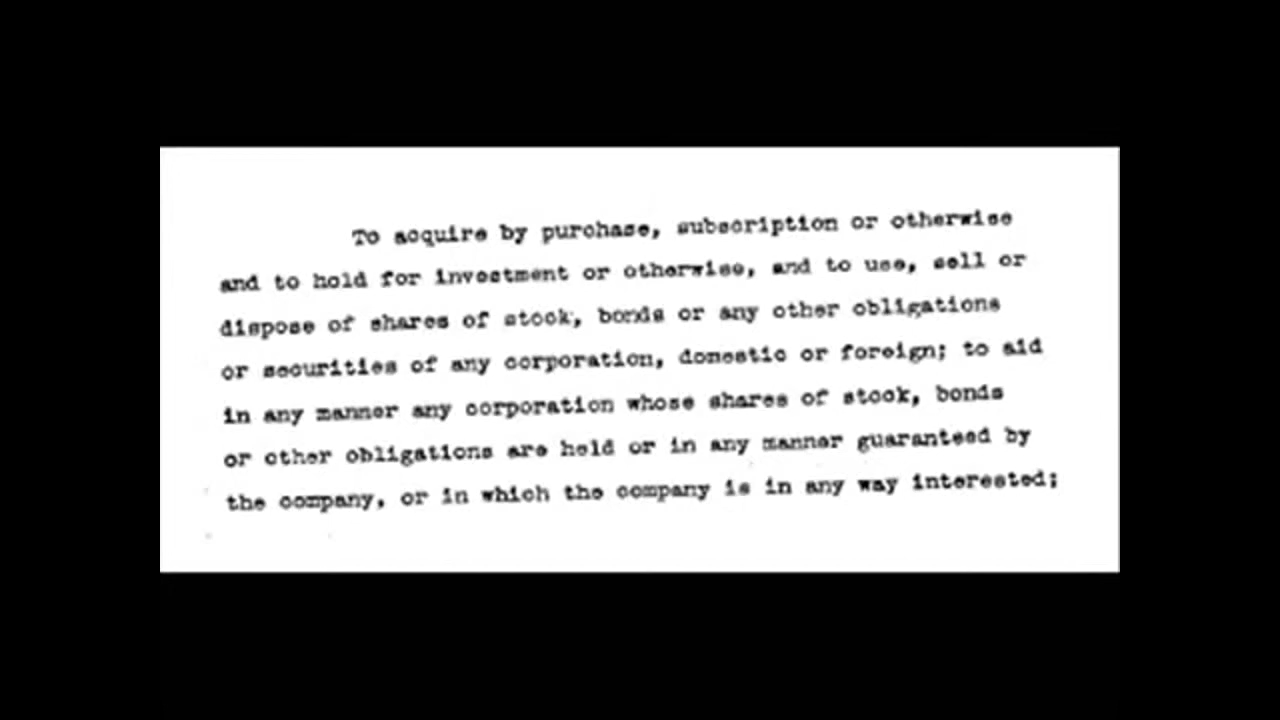 To acquire by purchase, subscription or otherwise
and to hold for investment or otherwise, and to use, sell or
dispose of shares of stock, bonds or any other obligations
or securities of any corporation, domestic or foreign; to aid
in any manner any corporation whose shares of stock, bonds
or other obligations are held or in any manner guaranteed by
the company, or in which the company is in any way interested;